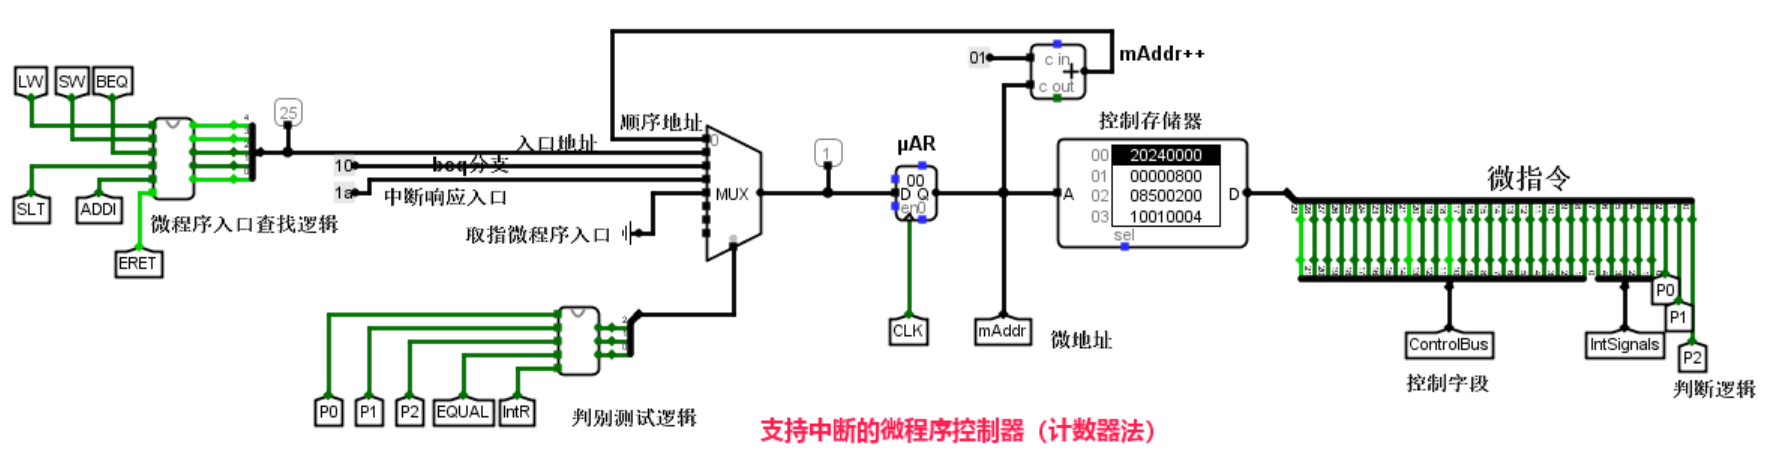 LW SW BEQ
25
SLT ADDI
微程序入口查找逻辑
ERET
入口地址
10
beq分支
1a
中断响应入口
取指微程序入口
顺序地址
0
MUX
1
P0 P1 P2 EQUAL IntR
判别测试逻辑
μAR
00
D Q
en0
CLK
mAddr
微地址
01
c in
+
c out
mAddr++
控制存储器
00 20240000
01 00000800
02 08500200
03 10010004
A
D
sel
微指令
P0
P1
P2
ControlBus
IntSignals
控制字段
判断逻辑
支持中断的微程序控制器（计数器法）